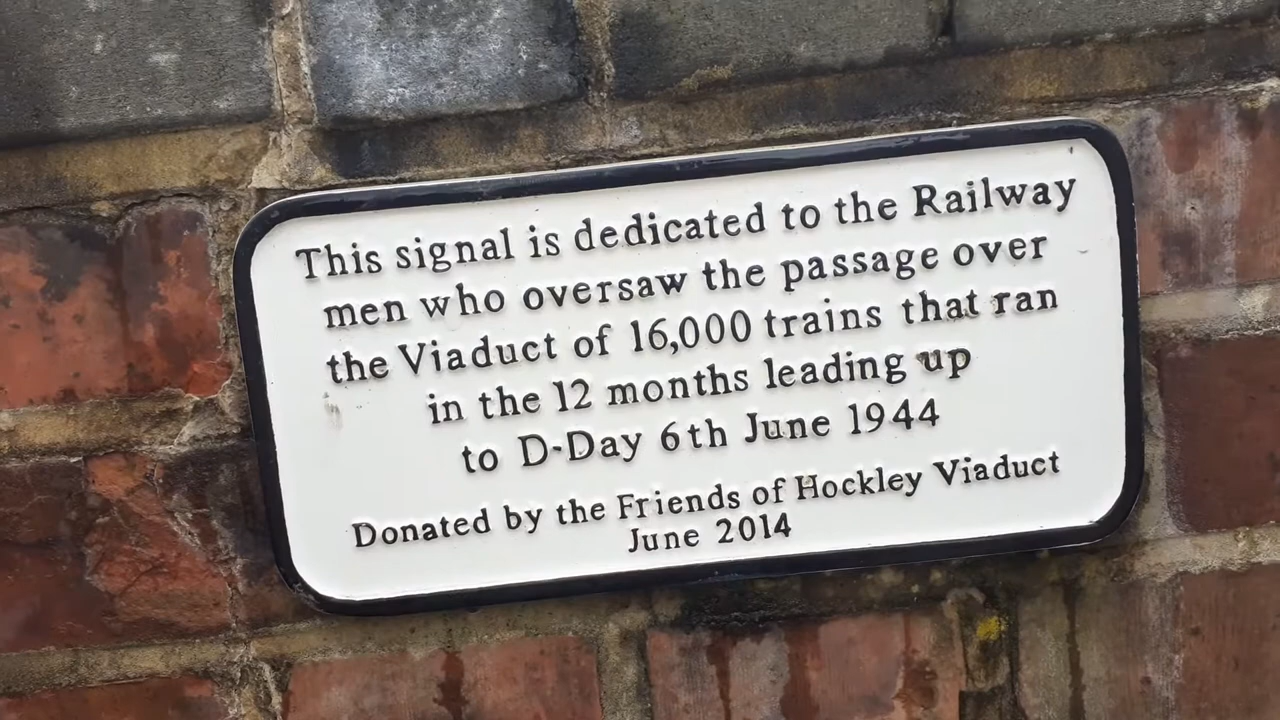 This signal is dedicated to the Railway
men who oversaw the passage over
the Viaduct of 16,000 trains that ran
in the 12 months leading up
to D-Day 6th June 1944
Donated by the Friends of Hockley Viaduct
June 2014